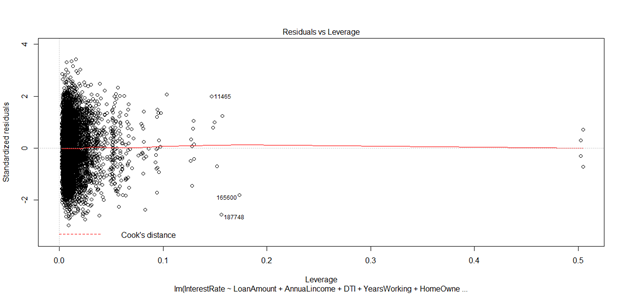 Residuals vs Leverage
Standardized residuals
4
2
0
-2
11465
165600
187748
Cook's distance
0.0 0.1 0.2 0.3 0.4 0.5
Leverage
lm(InterestRate ~ LoanAmount + AnnuaLincome + DTI + YearsWorking + HomeOwne ...